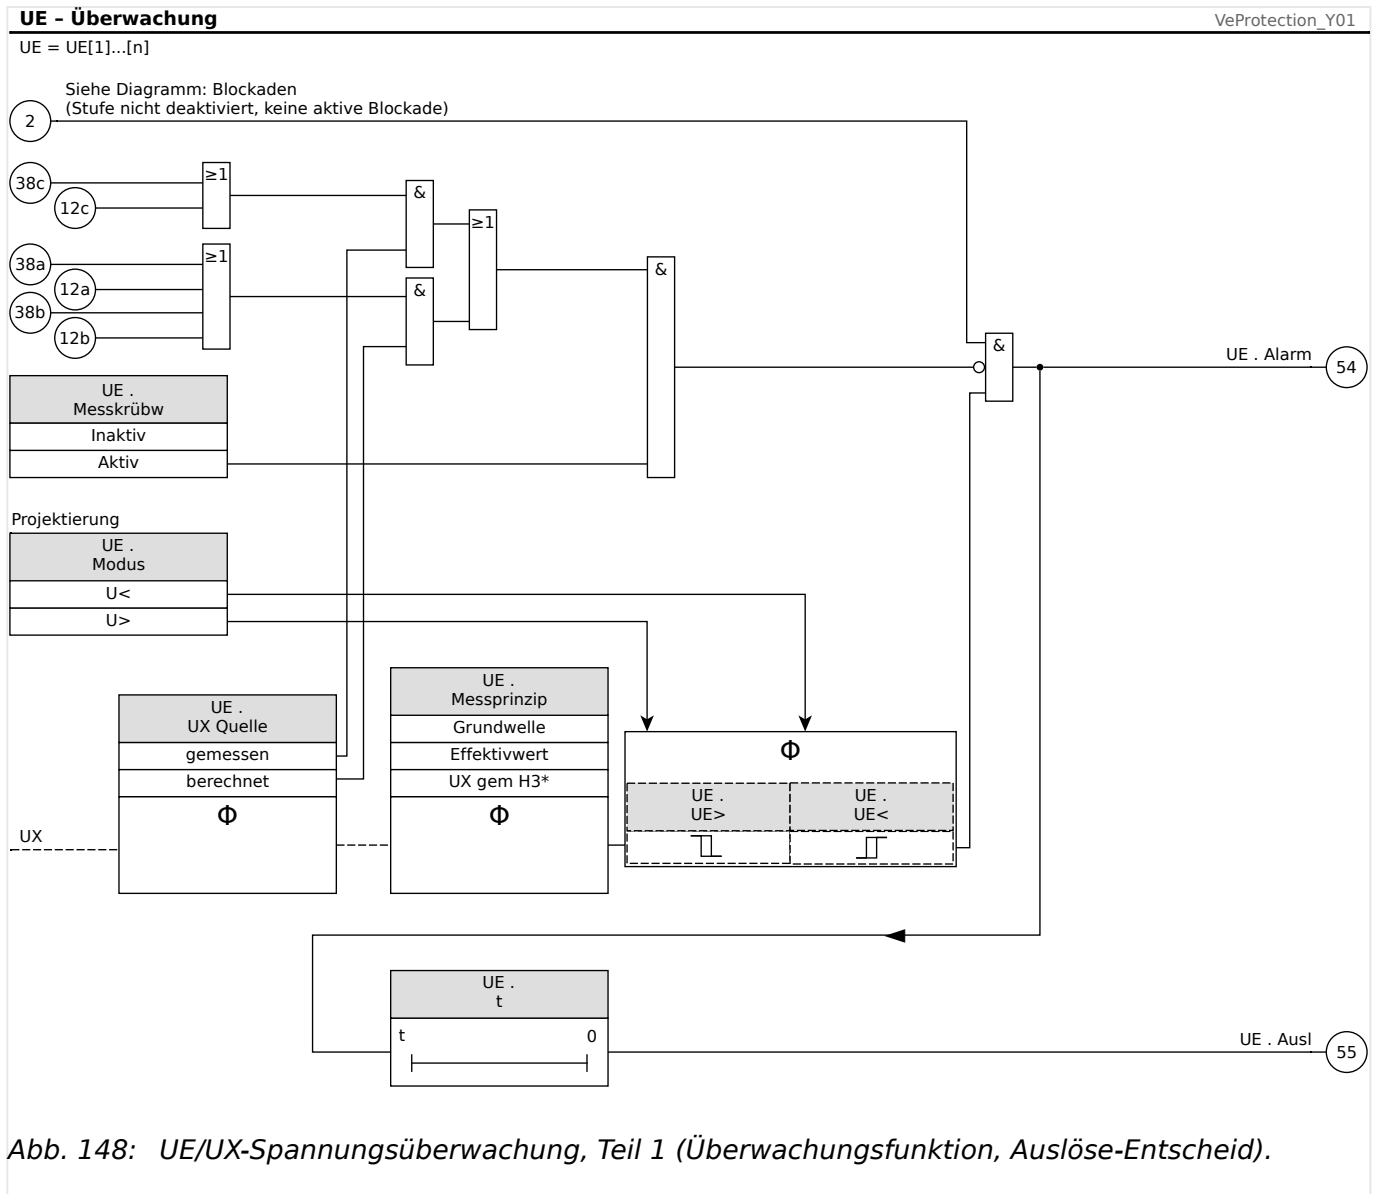 UE – Überwachung
VeProtection_Y01
UE = UE[1]...[n]
Siehe Diagramm: Blockaden
(Stufe nicht deaktiviert, keine aktive Blockade)
2
38c
12c
≥1
&
≥1
38a
12a
38b
12b
≥1
&
&
&
UE . Alarm
54
UE .
Messkrübw
Inaktiv
Aktiv
Projektierung
UE .
Modus
U<
U>
UE .
UX Quelle
gemessen
berechnet
Φ
UX
UE .
Messprinzip
Grundwelle
Effektivwert
UX gem H3*
Φ
Φ
UE .
UE>
UE .
UE<
UE .
t
t
0
UE . Ausl
55
Abb. 148: UE/UX-Spannungsüberwachung, Teil 1 (Überwachungsfunktion, Auslöse-Entscheid).